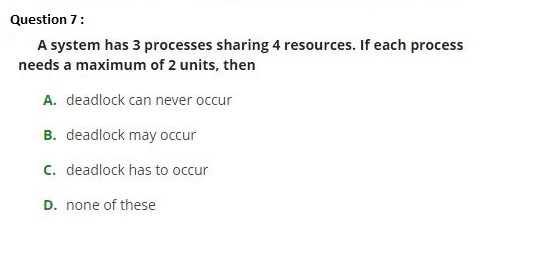 Question 7 :
A system has 3 processes sharing 4 resources. If each process
needs a maximum of 2 units, then
A. deadlock can never occur
B. deadlock may occur
C. deadlock has to occur
D. none of these